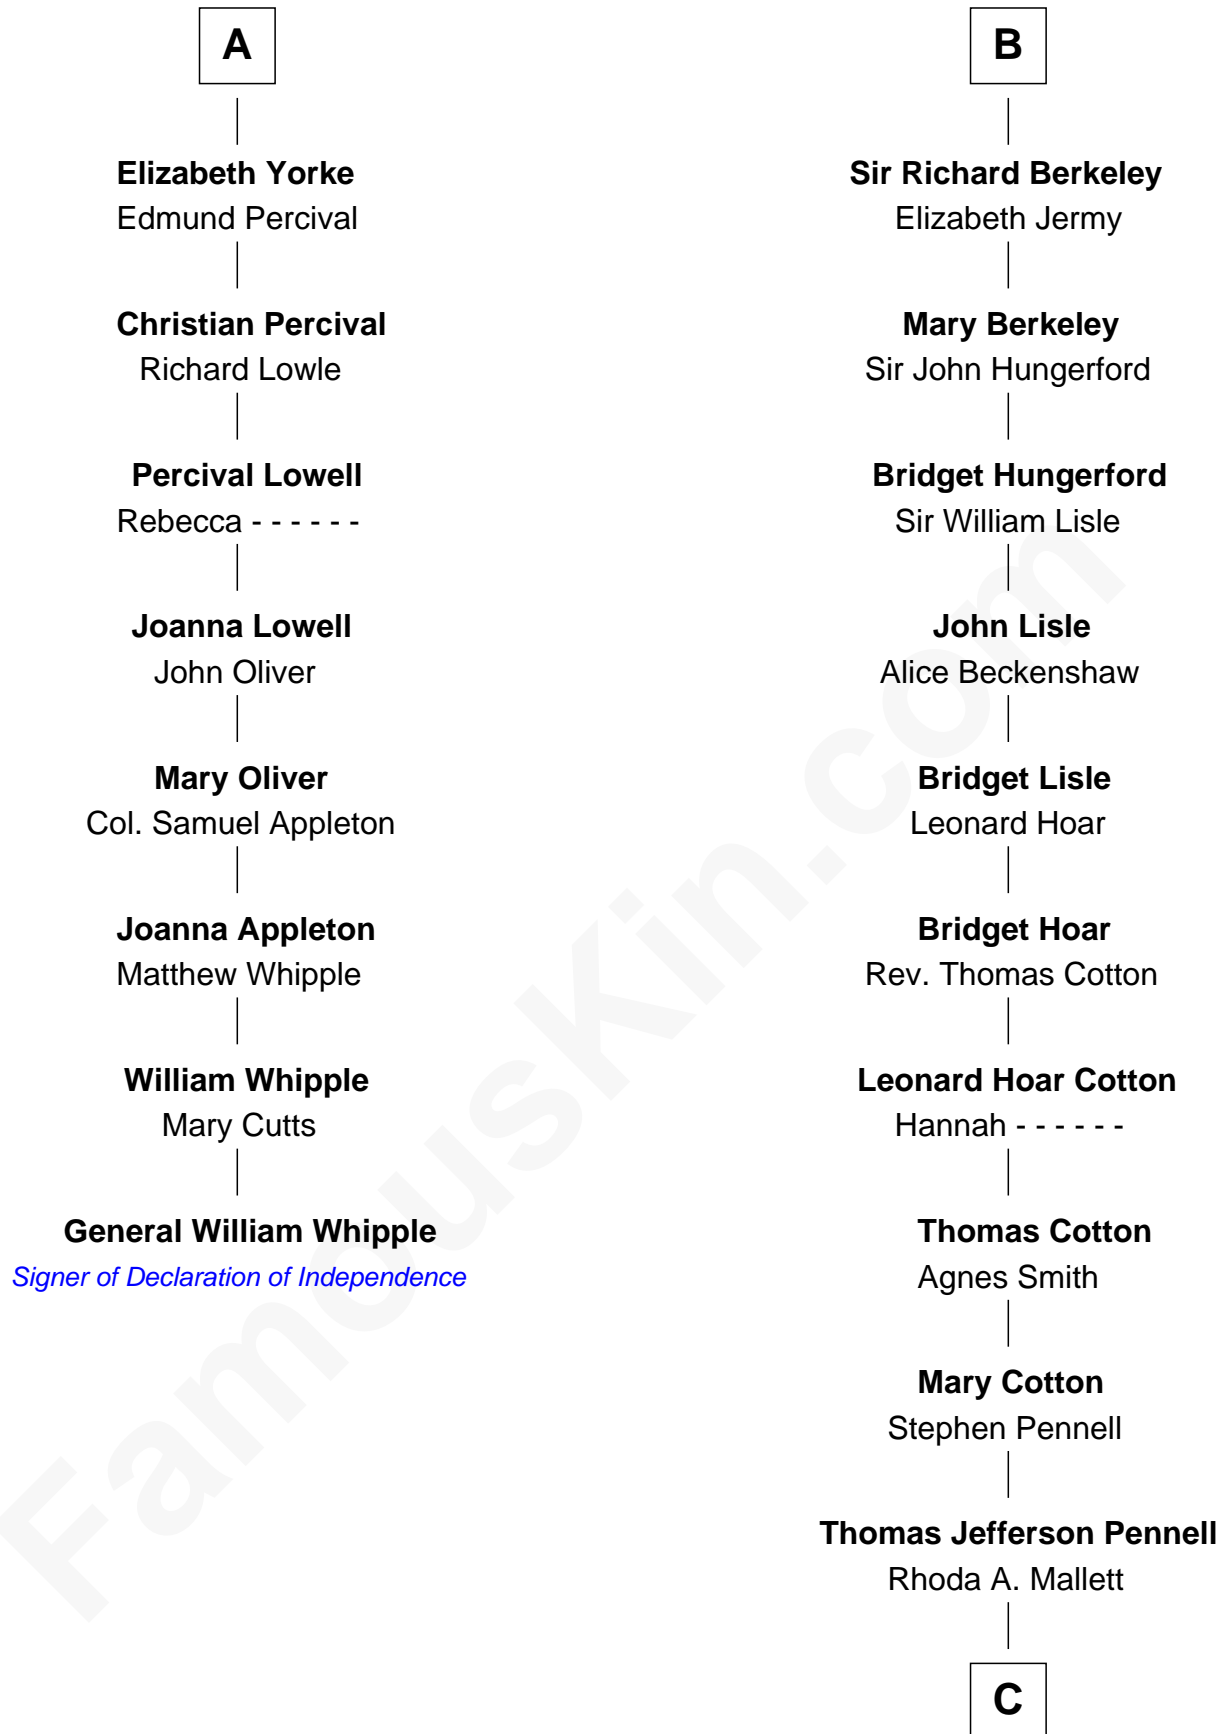 A
Elizabeth Yorke
Edmund Percival
Christian Percival
Richard Lowle
Percival Lowell
Rebecca - - - - - -
Joanna Lowell
John Oliver
Mary Oliver
Col. Samuel Appleton
Joanna Appleton
Matthew Whipple
William Whipple
Mary Cutts
General William Whipple
Signer of Declaration of Independence
B
Sir Richard Berkeley
Elizabeth Jermy
Mary Berkeley
Sir John Hungerford
Bridget Hungerford
Sir William Lisle
John Lisle
Alice Beckenshaw
Bridget Lisle
Leonard Hoar
Bridget Hoar
Rev. Thomas Cotton
Leonard Hoar Cotton
Hannah - - - - - -
Thomas Cotton
Agnes Smith
Mary Cotton
Stephen Pennell
Thomas Jefferson Pennell
Rhoda A. Mallett
C
FamousKin.com